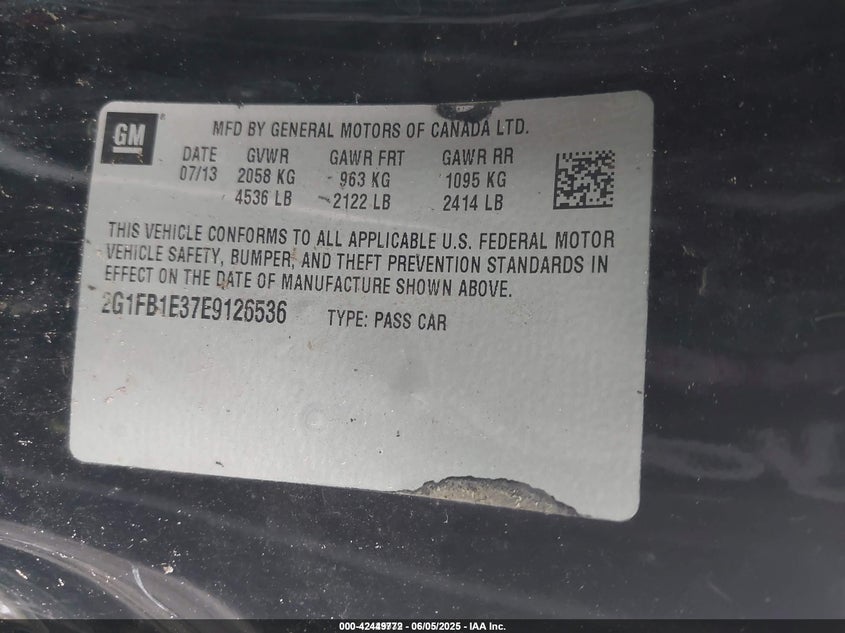 GM ®
MFD BY GENERAL MOTORS OF CANADA LTD.
DATE GVWR GAWR FRT GAWR RR
07/13 2058 KG 963 KG 1095 KG
4536 LB 2122 LB 2414 LB
THIS VEHICLE CONFORMS TO ALL APPLICABLE U.S. FEDERAL MOTOR
VEHICLE SAFETY, BUMPER, AND THEFT PREVENTION STANDARDS IN
EFFECT ON THE DATE OF MANUFACTURE SHOWN ABOVE.
2G1FB1E37E9126536 TYPE: PASS CAR
06/05/2025 - IAA Inc.